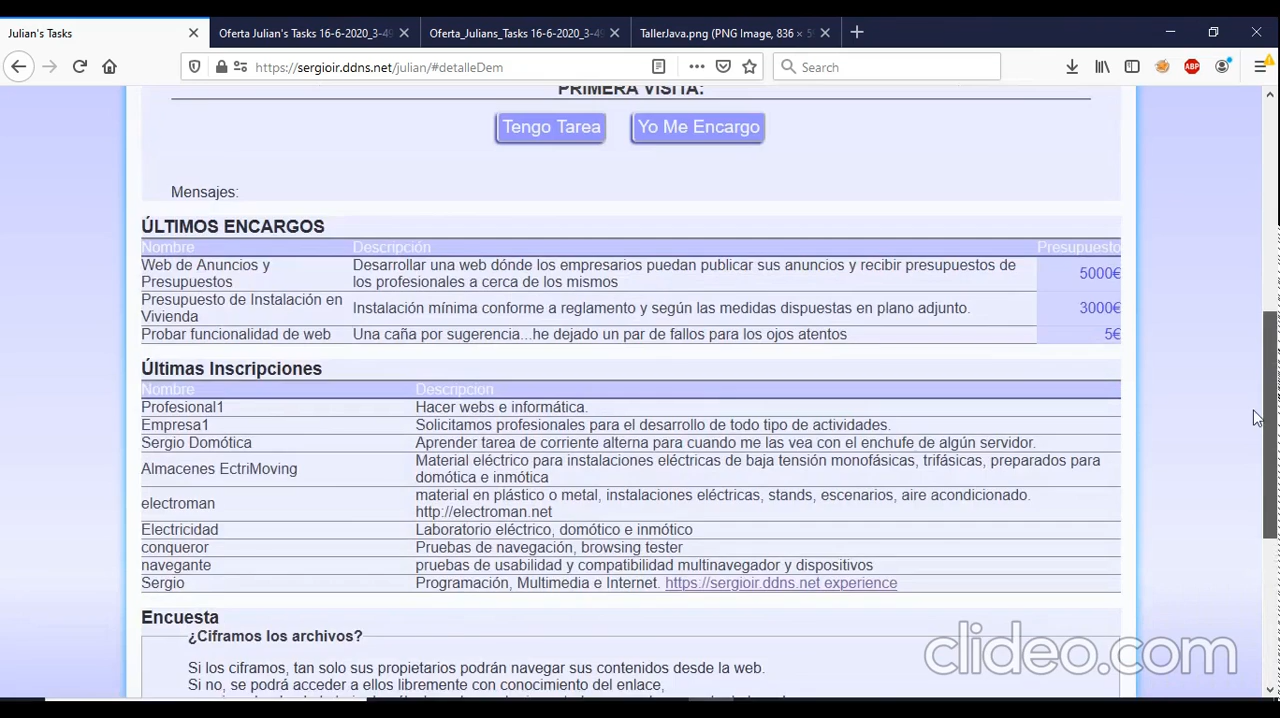 Julian's Tasks
Oferta Julian's Tasks 16-6-2020_3-49
Oferta_Julians_Tasks 16-6-2020_3-49
TallerJava.png (PNG Image, 836 ×
https://sergioir.ddns.net/julian/#detalleDem
Search
ABP
PRIMERA VISITA:
Tengo Tarea
Yo Me Encargo
Mensajes:
ÚLTIMOS ENCARGOS
Nombre Descripción Presupuesto
Web de Anuncios y
Presupuestos
Desarrollar una web dónde los empresarios puedan publicar sus anuncios y recibir presupuestos de
los profesionales a cerca de los mismos
5000€
Presupuesto de Instalación en
Vivienda
Instalación mínima conforme a reglamento y según las medidas dispuestas en plano adjunto.
3000€
Probar funcionalidad de web Una caña por sugerencia...he dejado un par de fallos para los ojos atentos 5€
Últimas Inscripciones
Nombre Descripcion
Profesional1 Hacer webs e informática.
Empresa1 Solicitamos profesionales para el desarrollo de todo tipo de actividades.
Sergio Domótica Aprender tarea de corriente alterna para cuando me las vea con el enchufe de algún servidor.
Almacenes EctriMoving
Material eléctrico para instalaciones eléctricas de baja tensión monofásicas, trifásicas, preparados para
domótica e inmótica
electroman
material en plástico o metal, instalaciones eléctricas, stands, escenarios, aire acondicionado.
http://electroman.net
Electricidad Laboratorio eléctrico, domótico e inmótico
conqueror Pruebas de navegación, browsing tester
navegante pruebas de usabilidad y compatibilidad multinavegador y dispositivos
Sergio Programación, Multimedia e Internet. https://sergioir.ddns.net experience
Encuesta
¿Ciframos los archivos?
Si los ciframos, tan solo sus propietarios podrán navegar sus contenidos desde la web.
Si no, se podrá acceder a ellos libremente con conocimiento del enlace,
clideo.com